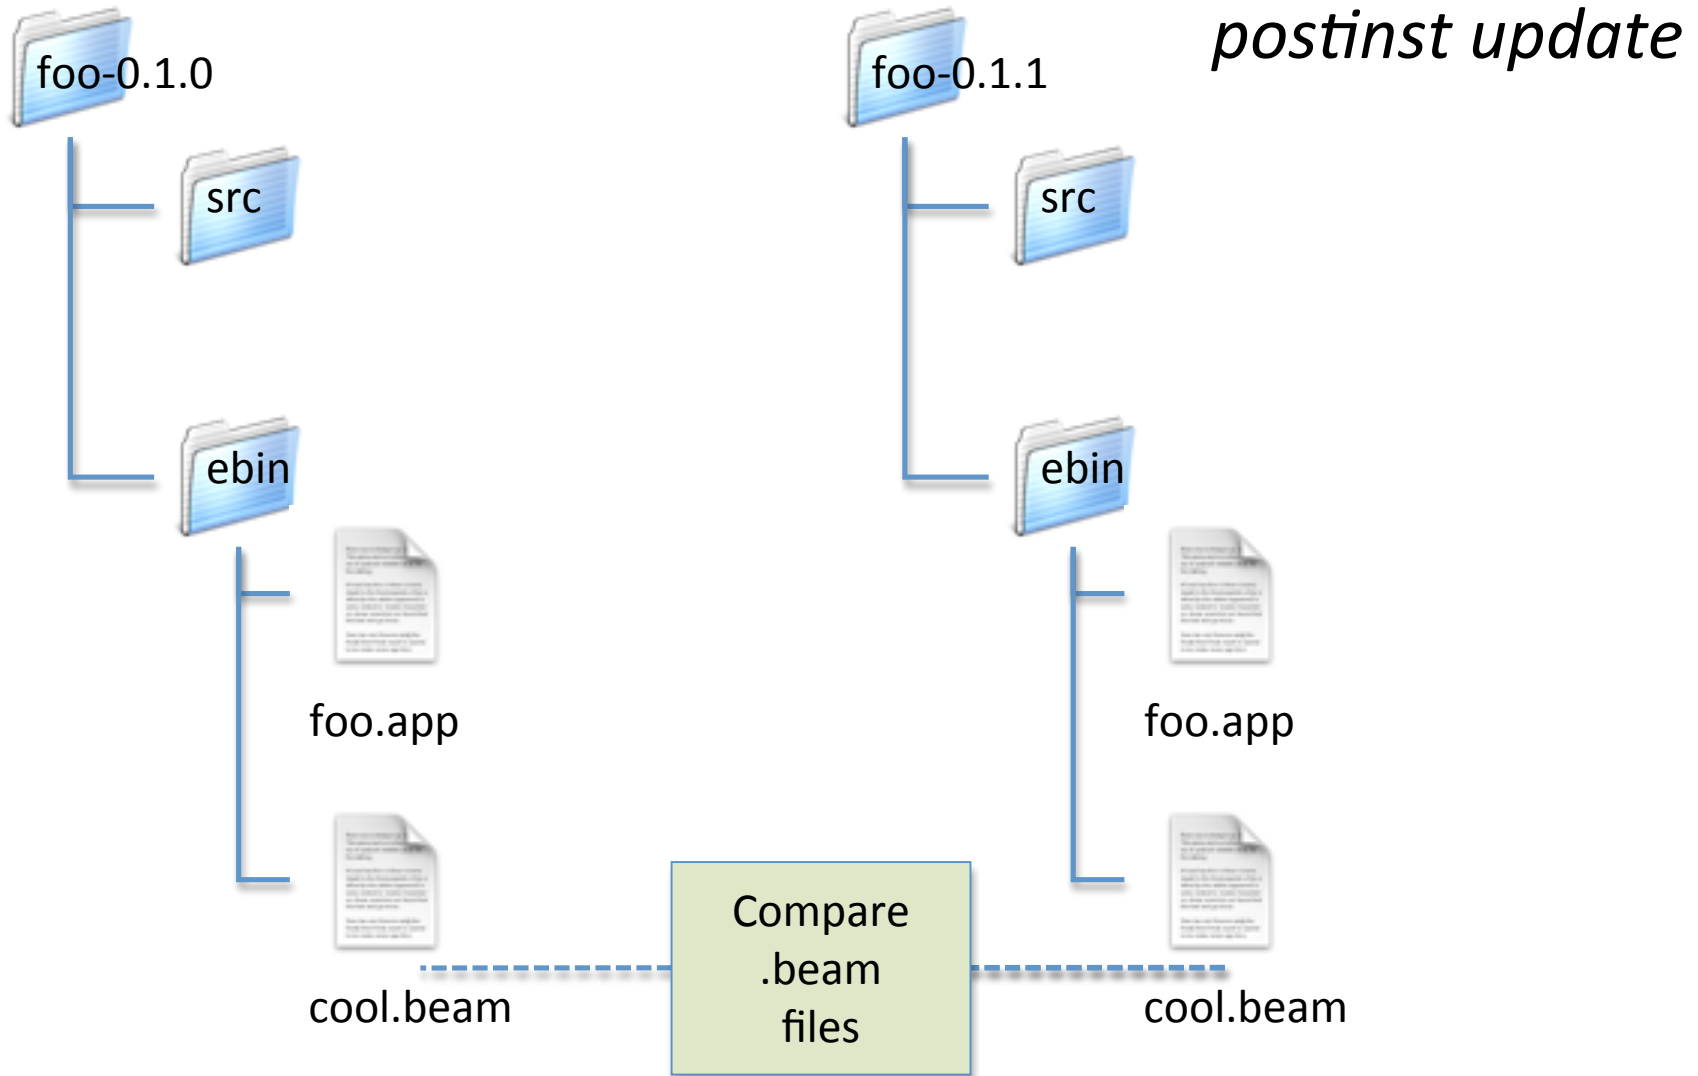 postinst update
foo-0.1.0
src
ebin
foo.app
cool.beam
foo-0.1.1
src
ebin
foo.app
cool.beam
Compare
.beam
files